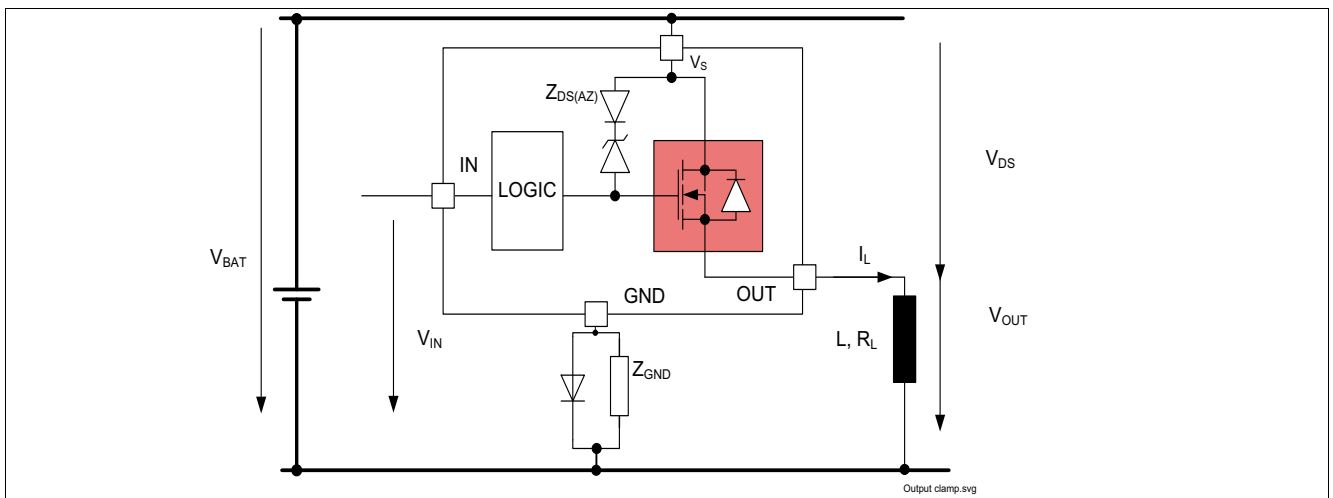 V_S
Z_DS(AZ)
IN
LOGIC
V_DS
V_BAT
I_L
GND
OUT
V_IN
V_OUT
L, R_L
Z_GND
Output clamp.svg